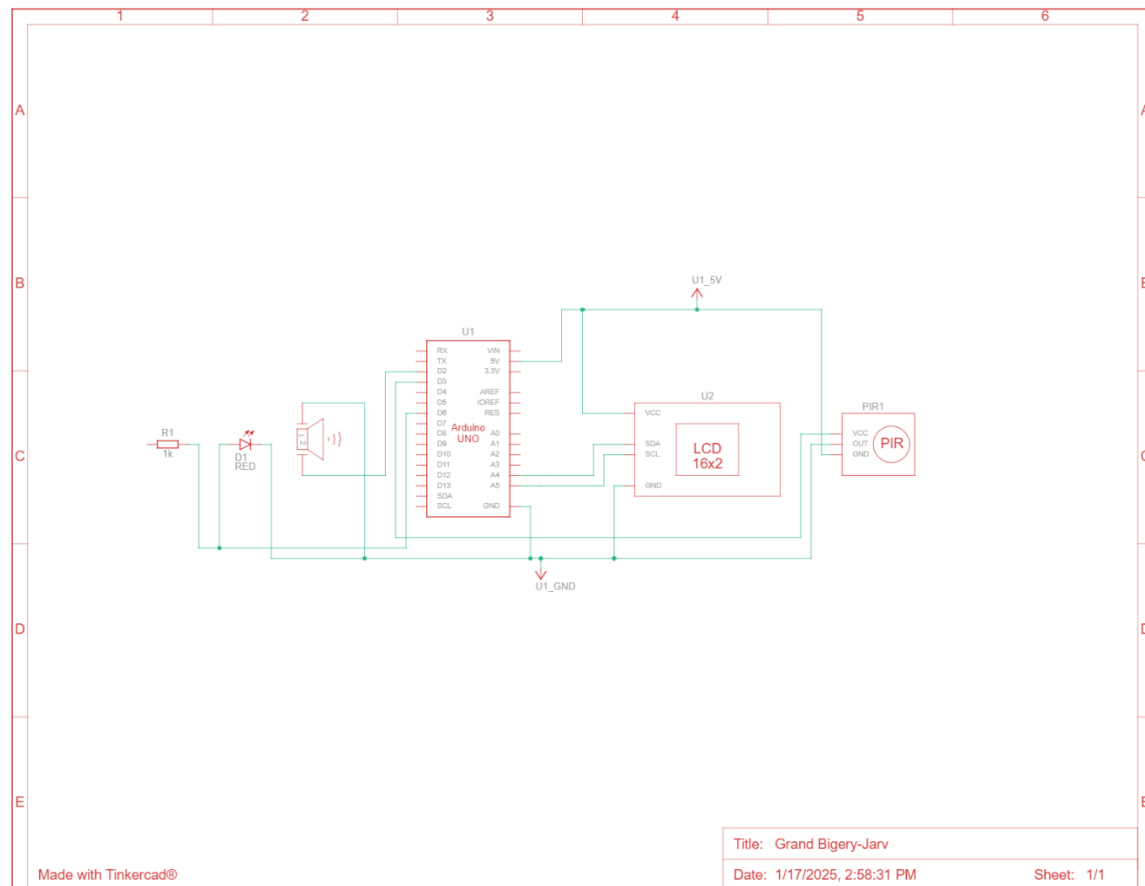 1 2 3 4 5 6
A A
B B
C C
D D
E E
R1
1k
D1
RED
U1
RX
TX
D2
D3
D4
D5
D6
D7
D8
D9
D10
D11
D12
D13
SDA
SCL
Arduino
UNO
VIN
5V
3.3V
AREF
IOREF
RES
A0
A1
A2
A3
A4
A5
GND
U1_5V
U1_GND
U2
VCC
SDA
SCL
GND
LCD
16x2
PIR1
VCC
OUT
GND
PIR
Title: Grand Bigery-Jarv
Date: 1/17/2025, 2:58:31 PM Sheet: 1/1
Made with Tinkercad®